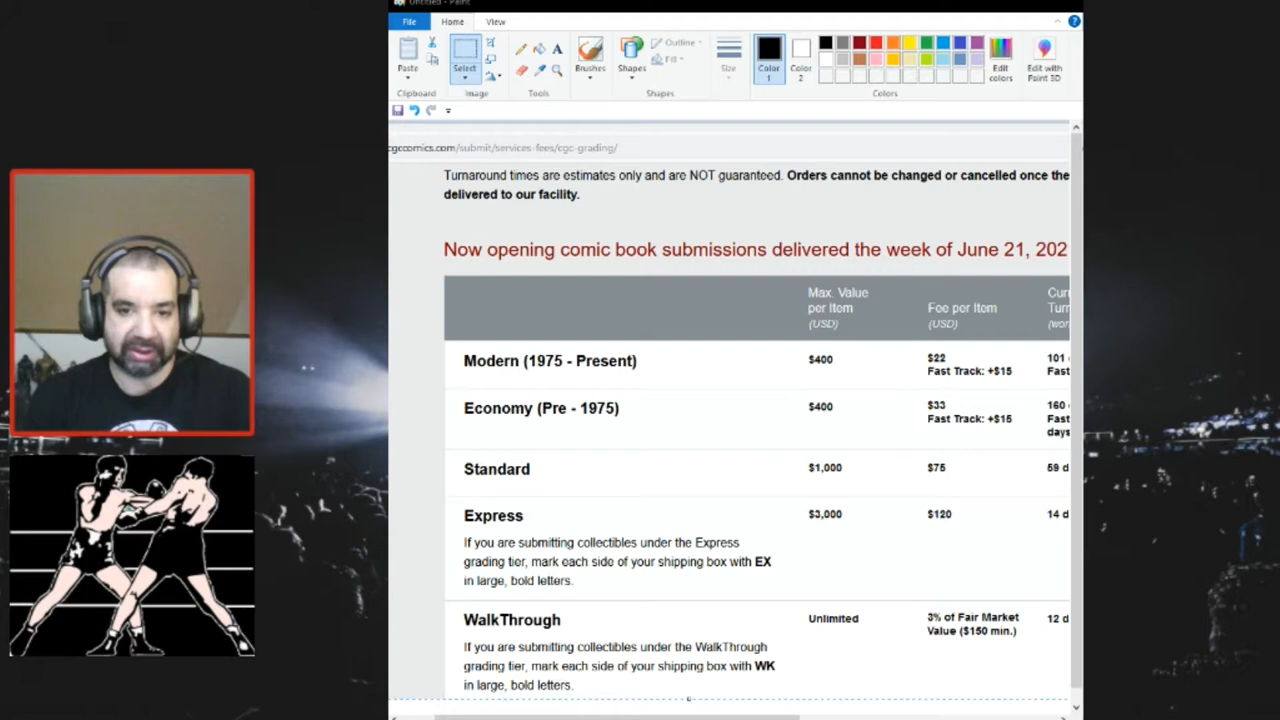 Untitled - Paint
File Home View
Paste
Select
Brushes
Shapes
Outline
Fill
Size
Color 1
Color 2
Edit colors
Edit with Paint 3D
Clipboard
Image
Tools
Shapes
Colors
cgccomics.com/submit/services-fees/cgc-grading/
Turnaround times are estimates only and are NOT guaranteed. Orders cannot be changed or cancelled once the
delivered to our facility.
Now opening comic book submissions delivered the week of June 21, 202
Max. Value per Item (USD)
Fee per Item (USD)
Modern (1975 - Present) $400 $22 101
Fast Track: +$15 Fast
Economy (Pre - 1975) $400 $33 160
Fast Track: +$15 Fast
days
Standard $1,000 $75 59 d
Express $3,000 $120 14 d
If you are submitting collectibles under the Express
grading tier, mark each side of your shipping box with EX
in large, bold letters.
WalkThrough Unlimited 3% of Fair Market 12 d
Value ($150 min.)
If you are submitting collectibles under the WalkThrough
grading tier, mark each side of your shipping box with WK
in large, bold letters.